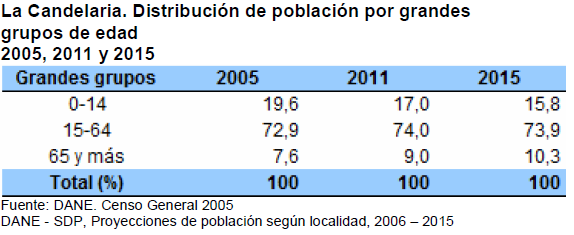 La Candelaria. Distribución de población por grandes
grupos de edad
2005, 2011 y 2015
Grandes grupos 2005 2011 2015
0-14 19,6 17,0 15,8
15-64 72,9 74,0 73,9
65 y más 7,6 9,0 10,3
Total (%) 100 100 100
Fuente: DANE. Censo General 2005
DANE - SDP, Proyecciones de población según localidad, 2006 – 2015